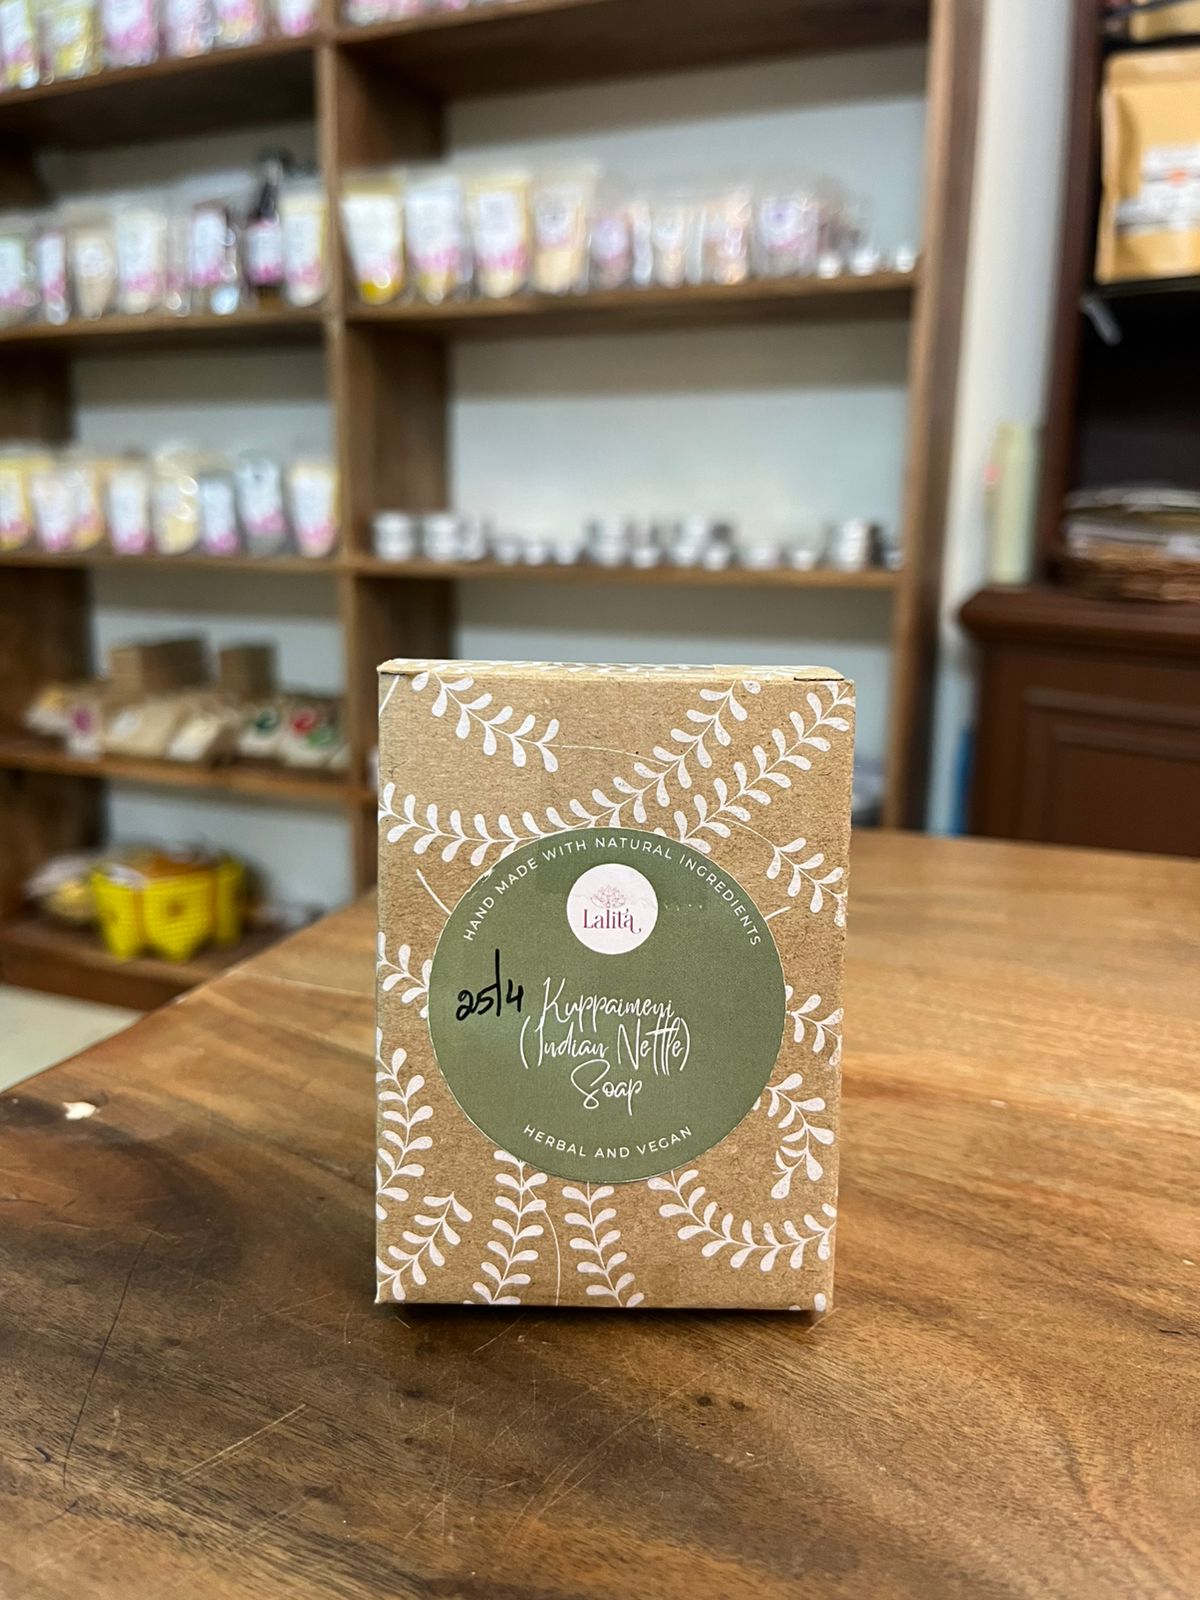 HAND MADE WITH NATURAL INGREDIENTS
Lalita
25/4
Kuppaimeni
(Indian Nettle)
Soap
HERBAL AND VEGAN